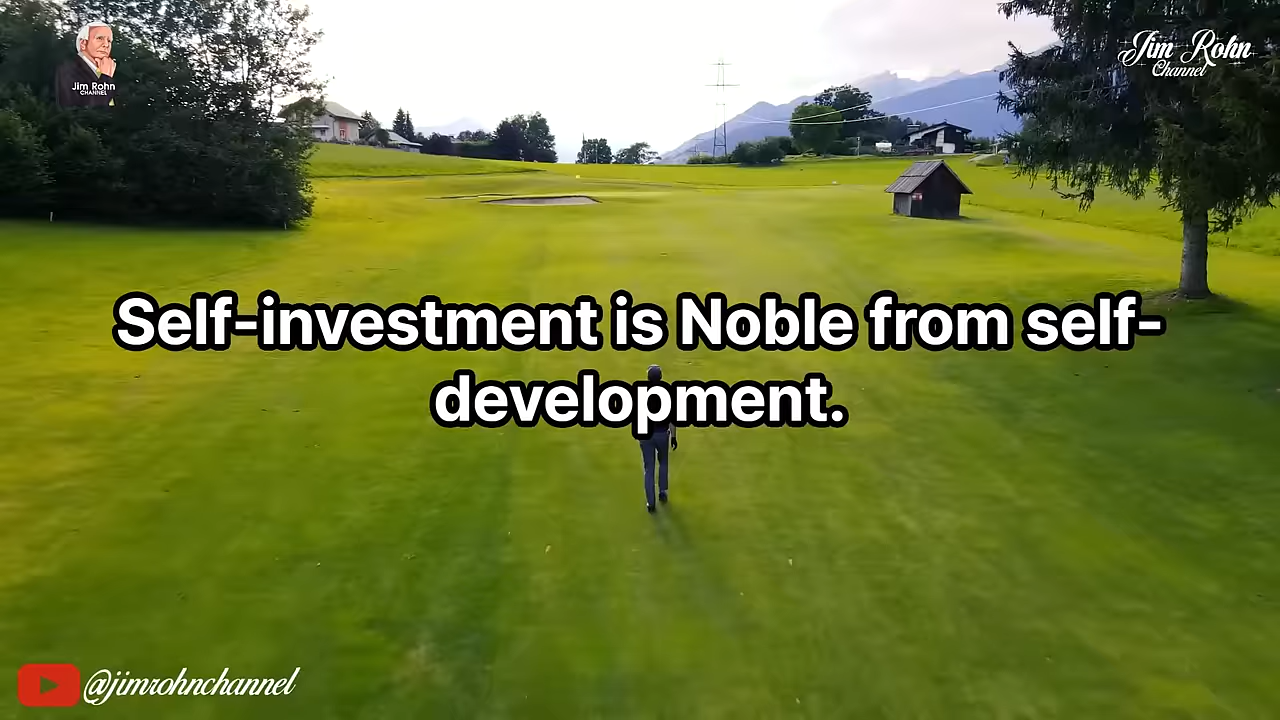 Jim Rohn
CHANNEL
Jim Rohn
Channel
Self-investment is Noble from self-
development.
@jimrohnchannel